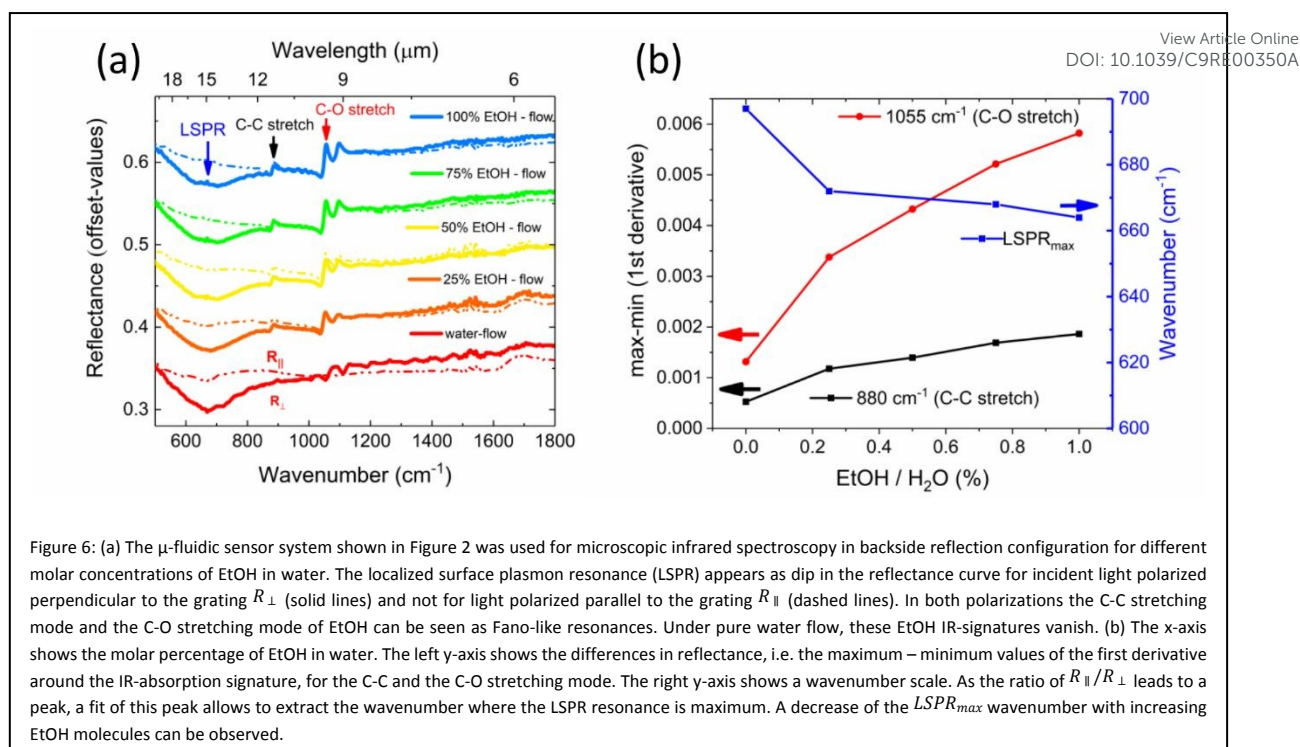 View Article Online
DOI: 10.1039/C9RE00350A
(a)
Wavelength (μm)
18 15 12 9 6
LSPR
C-C stretch
C-O stretch
100% EtOH - flow
75% EtOH - flow
50% EtOH - flow
25% EtOH - flow
water-flow
R∥
R⊥
0.6
0.5
0.4
0.3
Reflectance (offset-values)
600 800 1000 1200 1400 1600 1800
Wavenumber (cm⁻¹)
(b)
0.006
0.005
0.004
0.003
0.002
0.001
0.000
max-min (1st derivative)
1055 cm⁻¹ (C-O stretch)
LSPRmax
880 cm⁻¹ (C-C stretch)
700
680
660
640
620
600
Wavenumber (cm⁻¹)
0.0 0.2 0.4 0.6 0.8 1.0
EtOH / H₂O (%)
Figure 6: (a) The μ-fluidic sensor system shown in Figure 2 was used for microscopic infrared spectroscopy in backside reflection configuration for different
molar concentrations of EtOH in water. The localized surface plasmon resonance (LSPR) appears as dip in the reflectance curve for incident light polarized
perpendicular to the grating R⊥ (solid lines) and not for light polarized parallel to the grating R∥ (dashed lines). In both polarizations the C-C stretching
mode and the C-O stretching mode of EtOH can be seen as Fano-like resonances. Under pure water flow, these EtOH IR-signatures vanish. (b) The x-axis
shows the molar percentage of EtOH in water. The left y-axis shows the differences in reflectance, i.e. the maximum – minimum values of the first derivative
around the IR-absorption signature, for the C-C and the C-O stretching mode. The right y-axis shows a wavenumber scale. As the ratio of R∥/R⊥ leads to a
peak, a fit of this peak allows to extract the wavenumber where the LSPR resonance is maximum. A decrease of the LSPRmax wavenumber with increasing
EtOH molecules can be observed.